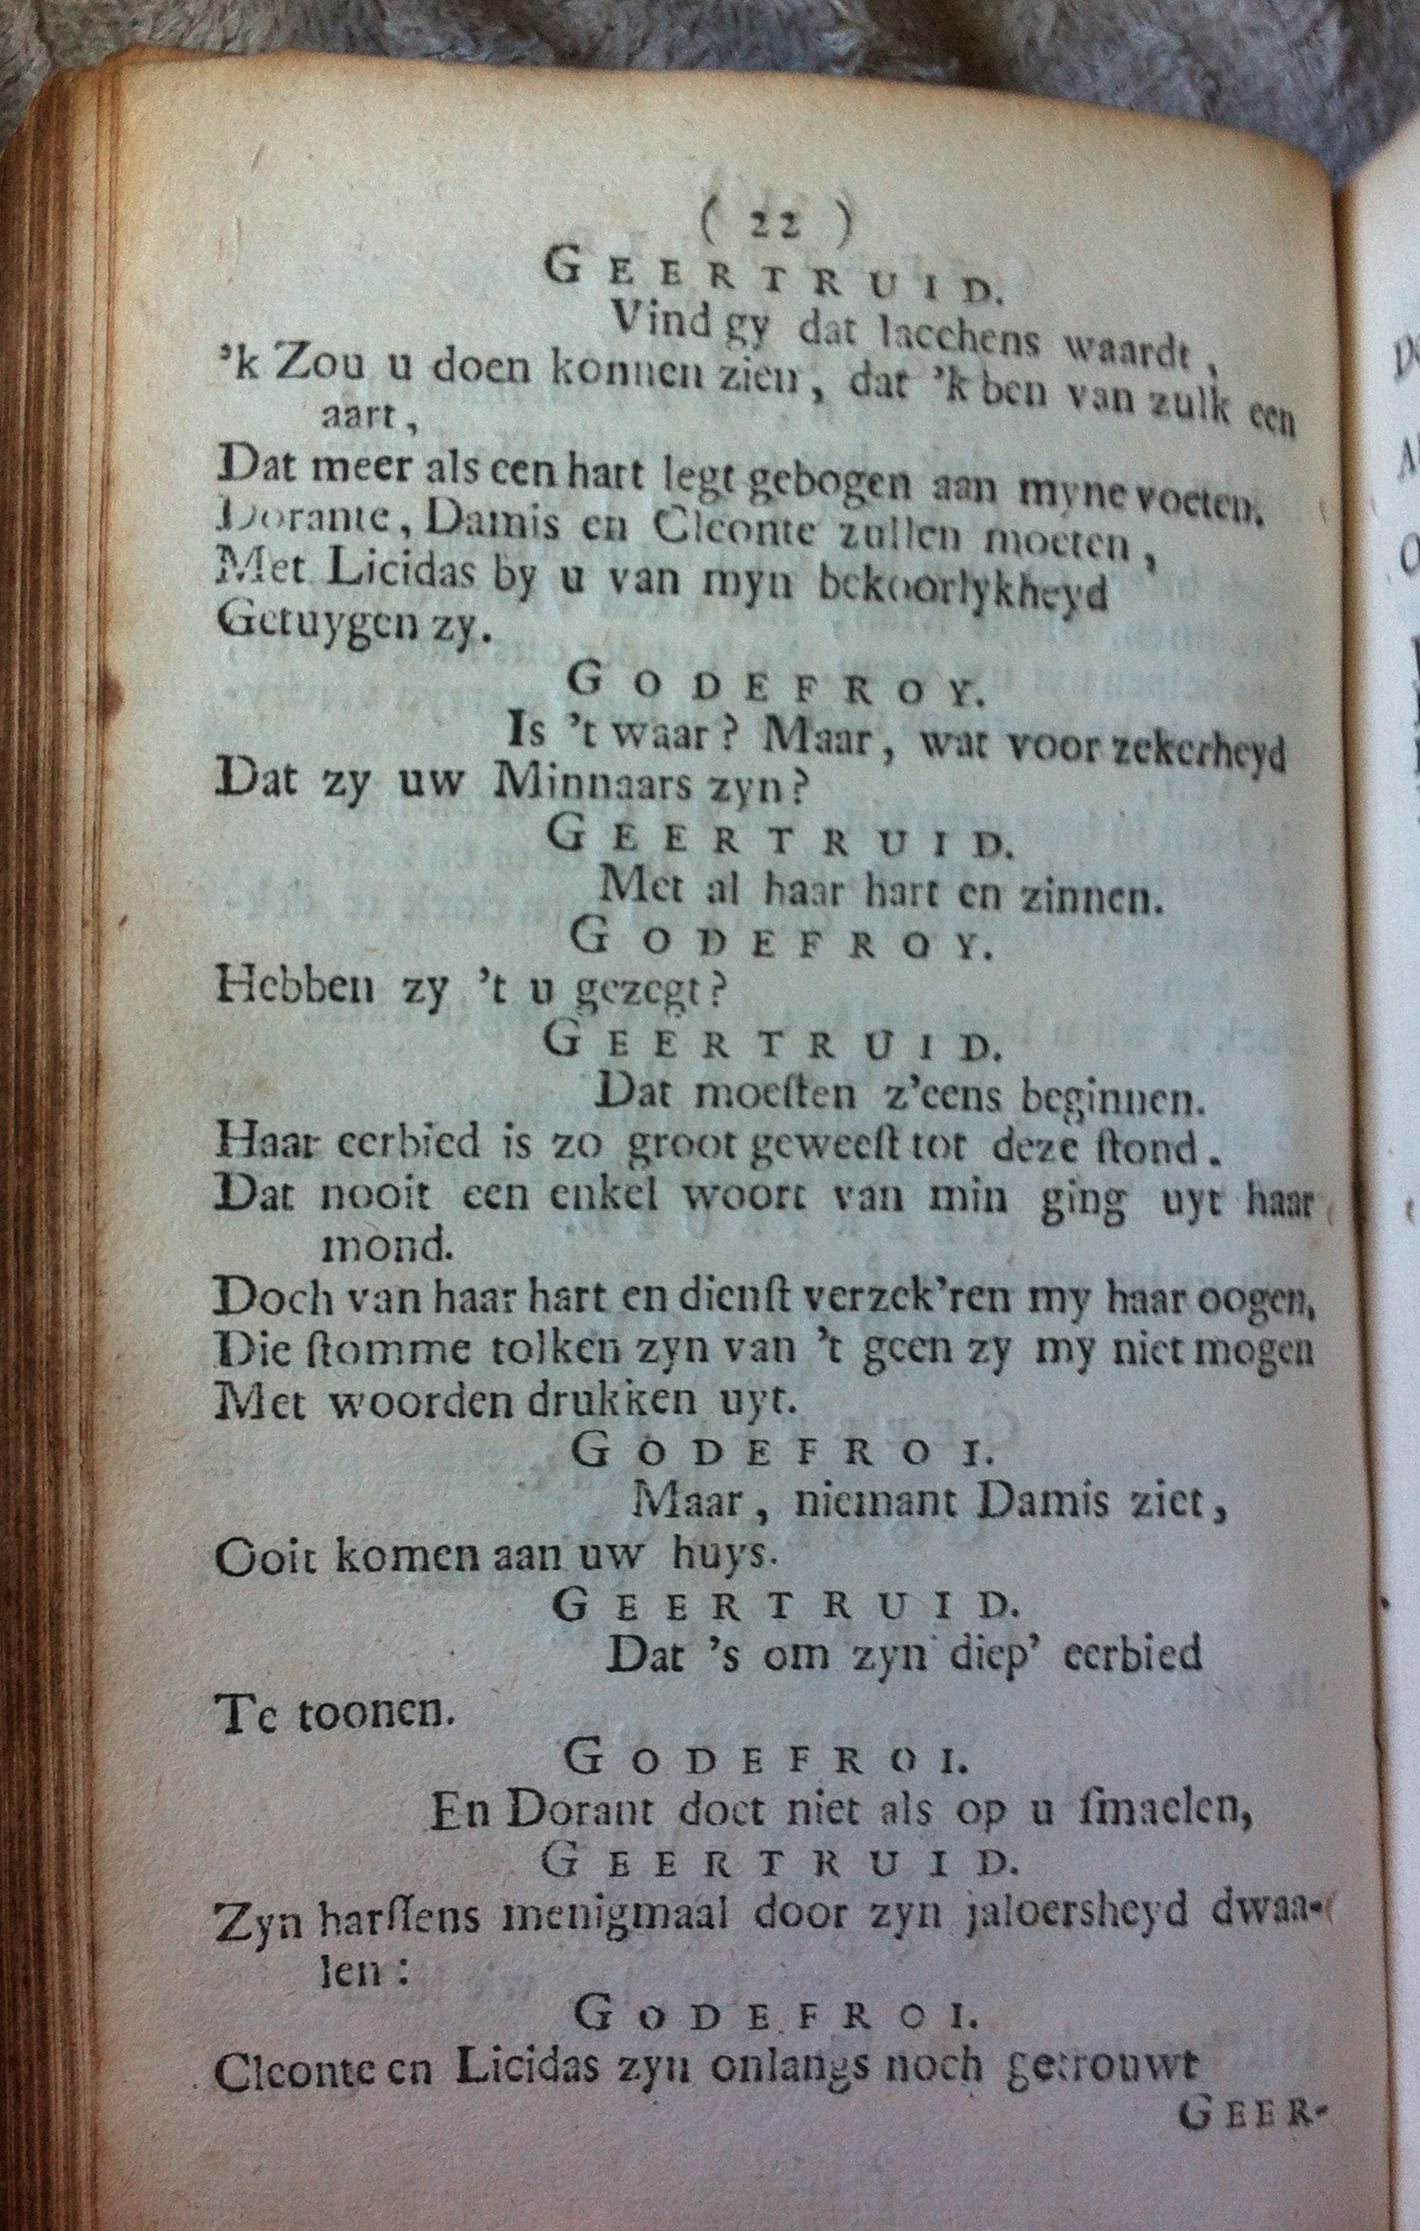 ( 22 )
GEERTRUID.
Vind gy dat lacchens waardt,
'k Zou u doen konnen zien, dat 'k ben van zulk een
aart,
Dat meer als een hart legt gebogen aan myne voeten.
Dorante, Damis en Cleonte zullen moeten,
Met Licidas by u van myn bekoorlykheyd
Getuygen zy.
GODEFROY.
Is 't waar? Maar, wat voor zekerheyd
Dat zy uw Minnaars zyn?
GEERTRUID.
Met al haar hart en zinnen.
GODEFROY.
Hebben zy 't u gezegt?
GEERTRUID.
Dat moeſten z'eens beginnen.
Haar eerbied is zo groot geweeſt tot deze ſtond.
Dat nooit een enkel woort van min ging uyt haar
mond.
Doch van haar hart en dienſt verzek'ren my haar oogen,
Die ſtomme tolken zyn van 't geen zy my niet mogen
Met woorden drukken uyt.
GODEFROI.
Maar, niemant Damis ziet,
Ooit komen aan uw huys.
GEERTRUID.
Dat 's om zyn diep' eerbied
Te toonen.
GODEFROI.
En Dorant doet niet als op u ſmaelen,
GEERTRUID.
Zyn harſſens menigmaal door zyn jaloersheyd dwaa-
len:
GODEFROI.
Cleonte en Licidas zyn onlangs noch getrouwt
GEER-